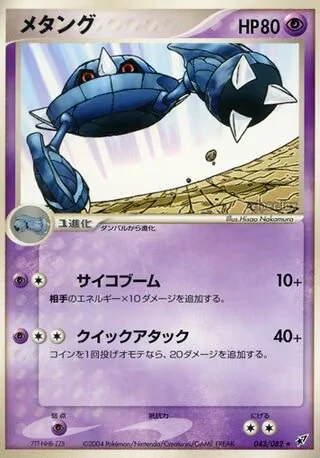 メタング HP80
Illus. Hisao Nakamura
1進化
ダンバルから進化
サイコブーム 10+
相手のエネルギー×10ダメージを追加する。
クイックアタック 40+
コインを1回投げオモテなら、20ダメージを追加する。
弱点 抵抗力 にげる
©2004 Pokémon/Nintendo/Creatures/GAME FREAK.
043/082 ★